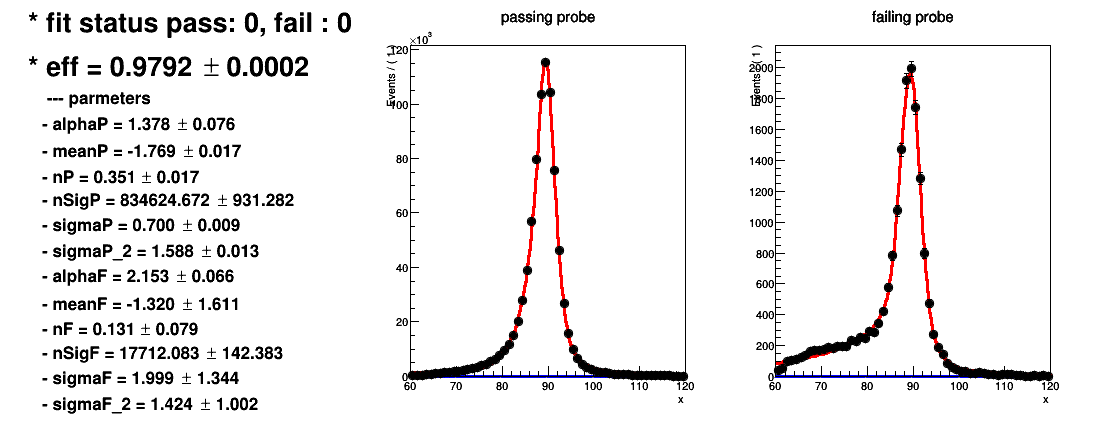 * fit status pass: 0, fail : 0
* eff = 0.9792 ± 0.0002
--- parmeters
- alphaP = 1.378 ± 0.076
- meanP = -1.769 ± 0.017
- nP = 0.351 ± 0.017
- nSigP = 834624.672 ± 931.282
- sigmaP = 0.700 ± 0.009
- sigmaP_2 = 1.588 ± 0.013
- alphaF = 2.153 ± 0.066
- meanF = -1.320 ± 1.611
- nF = 0.131 ± 0.079
- nSigF = 17712.083 ± 142.383
- sigmaF = 1.999 ± 1.344
- sigmaF_2 = 1.424 ± 1.002
passing probe
×10³
Events / ( 1 )
120
100
80
60
40
20
0
60 70 80 90 100 110 120
x
failing probe
Events / ( 1 )
2000
1800
1600
1400
1200
1000
800
600
400
200
0
60 70 80 90 100 110 120
x